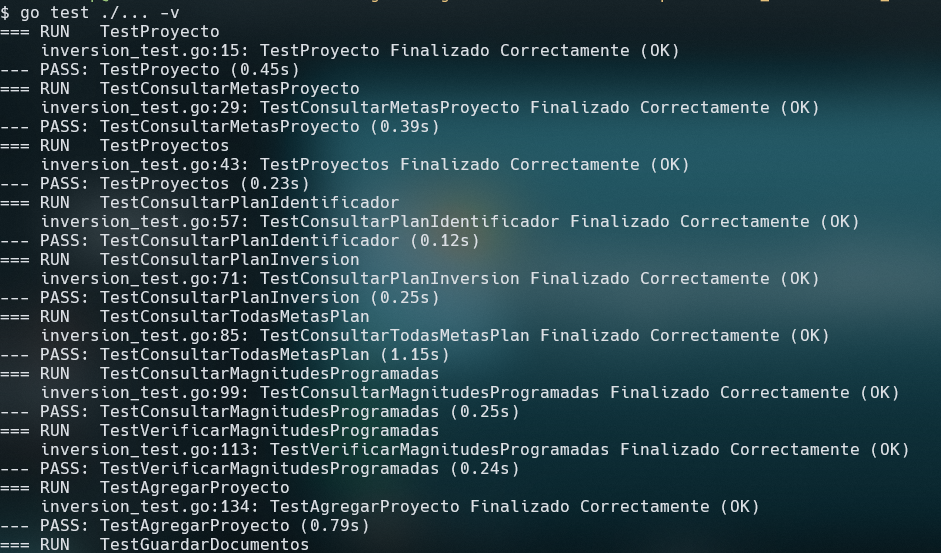 $ go test ./... -v
=== RUN   TestProyecto
    inversion_test.go:15: TestProyecto Finalizado Correctamente (OK)
--- PASS: TestProyecto (0.45s)
=== RUN   TestConsultarMetasProyecto
    inversion_test.go:29: TestConsultarMetasProyecto Finalizado Correctamente (OK)
--- PASS: TestConsultarMetasProyecto (0.39s)
=== RUN   TestProyectos
    inversion_test.go:43: TestProyectos Finalizado Correctamente (OK)
--- PASS: TestProyectos (0.23s)
=== RUN   TestConsultarPlanIdentificador
    inversion_test.go:57: TestConsultarPlanIdentificador Finalizado Correctamente (OK)
--- PASS: TestConsultarPlanIdentificador (0.12s)
=== RUN   TestConsultarPlanInversion
    inversion_test.go:71: TestConsultarPlanInversion Finalizado Correctamente (OK)
--- PASS: TestConsultarPlanInversion (0.25s)
=== RUN   TestConsultarTodasMetasPlan
    inversion_test.go:85: TestConsultarTodasMetasPlan Finalizado Correctamente (OK)
--- PASS: TestConsultarTodasMetasPlan (1.15s)
=== RUN   TestConsultarMagnitudesProgramadas
    inversion_test.go:99: TestConsultarMagnitudesProgramadas Finalizado Correctamente (OK)
--- PASS: TestConsultarMagnitudesProgramadas (0.25s)
=== RUN   TestVerificarMagnitudesProgramadas
    inversion_test.go:113: TestVerificarMagnitudesProgramadas Finalizado Correctamente (OK)
--- PASS: TestVerificarMagnitudesProgramadas (0.24s)
=== RUN   TestAgregarProyecto
    inversion_test.go:134: TestAgregarProyecto Finalizado Correctamente (OK)
--- PASS: TestAgregarProyecto (0.79s)
=== RUN   TestGuardarDocumentos